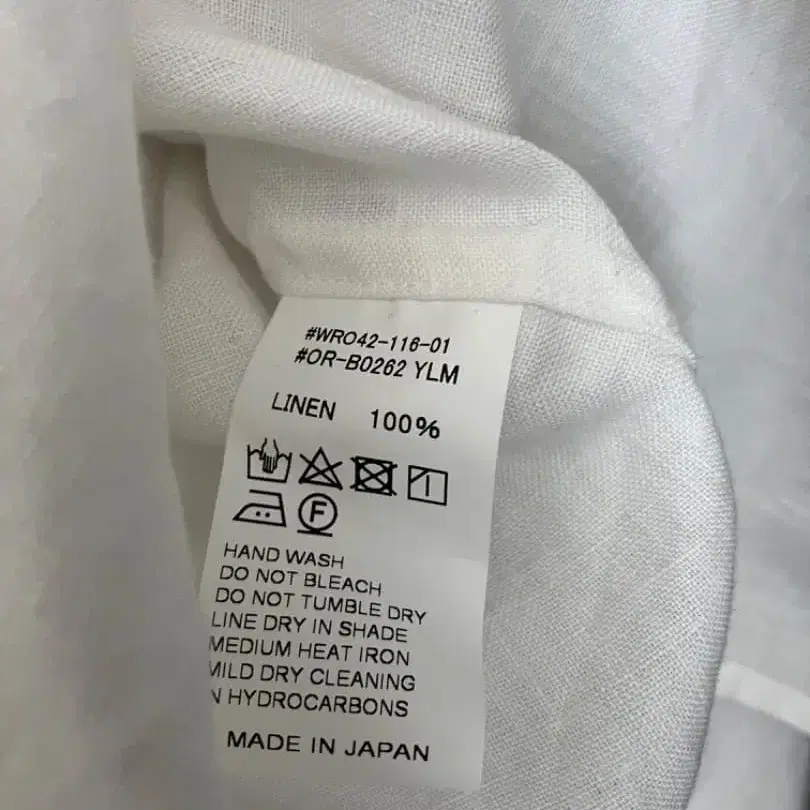 #WRO42-116-01
#OR-B0262 YLM
LINEN 100%
F
HAND WASH
DO NOT BLEACH
DO NOT TUMBLE DRY
LINE DRY IN SHADE
MEDIUM HEAT IRON
MILD DRY CLEANING
N HYDROCARBONS
MADE IN JAPAN